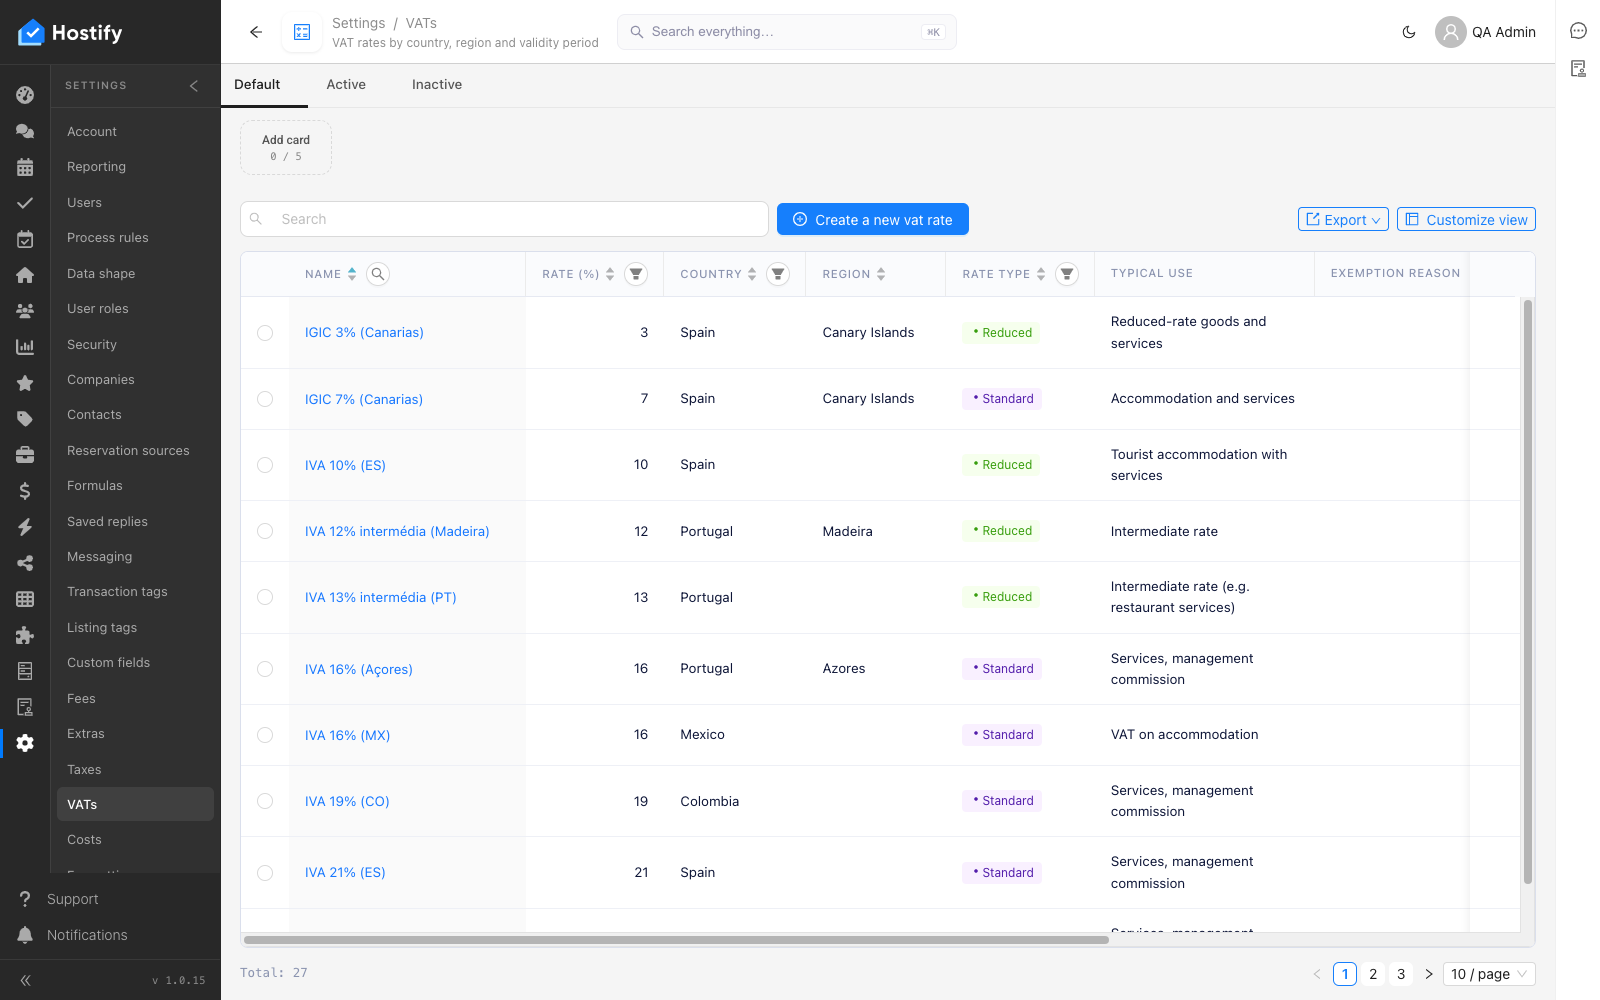 Hostify
Settings / VATs
VAT rates by country, region and validity period
Search everything...
⌘K
QA Admin
SETTINGS
Account
Reporting
Users
Process rules
Data shape
User roles
Security
Companies
Contacts
Reservation sources
Formulas
Saved replies
Messaging
Transaction tags
Listing tags
Custom fields
Fees
Extras
Taxes
VATs
Costs
Support
Notifications
v 1.0.15
Default Active Inactive
Add card
0 / 5
Search
Create a new vat rate
Export
Customize view
NAME RATE (%) COUNTRY REGION RATE TYPE TYPICAL USE EXEMPTION REASON
IGIC 3% (Canarias) 3 Spain Canary Islands Reduced Reduced-rate goods and
services
IGIC 7% (Canarias) 7 Spain Canary Islands Standard Accommodation and services
IVA 10% (ES) 10 Spain Reduced Tourist accommodation with
services
IVA 12% intermédia (Madeira) 12 Portugal Madeira Reduced Intermediate rate
IVA 13% intermédia (PT) 13 Portugal Reduced Intermediate rate (e.g.
restaurant services)
IVA 16% (Açores) 16 Portugal Azores Standard Services, management
commission
IVA 16% (MX) 16 Mexico Standard VAT on accommodation
IVA 19% (CO) 19 Colombia Standard Services, management
commission
IVA 21% (ES) 21 Spain Standard Services, management
commission
Services, management
Total: 27
1 2 3 10 / page